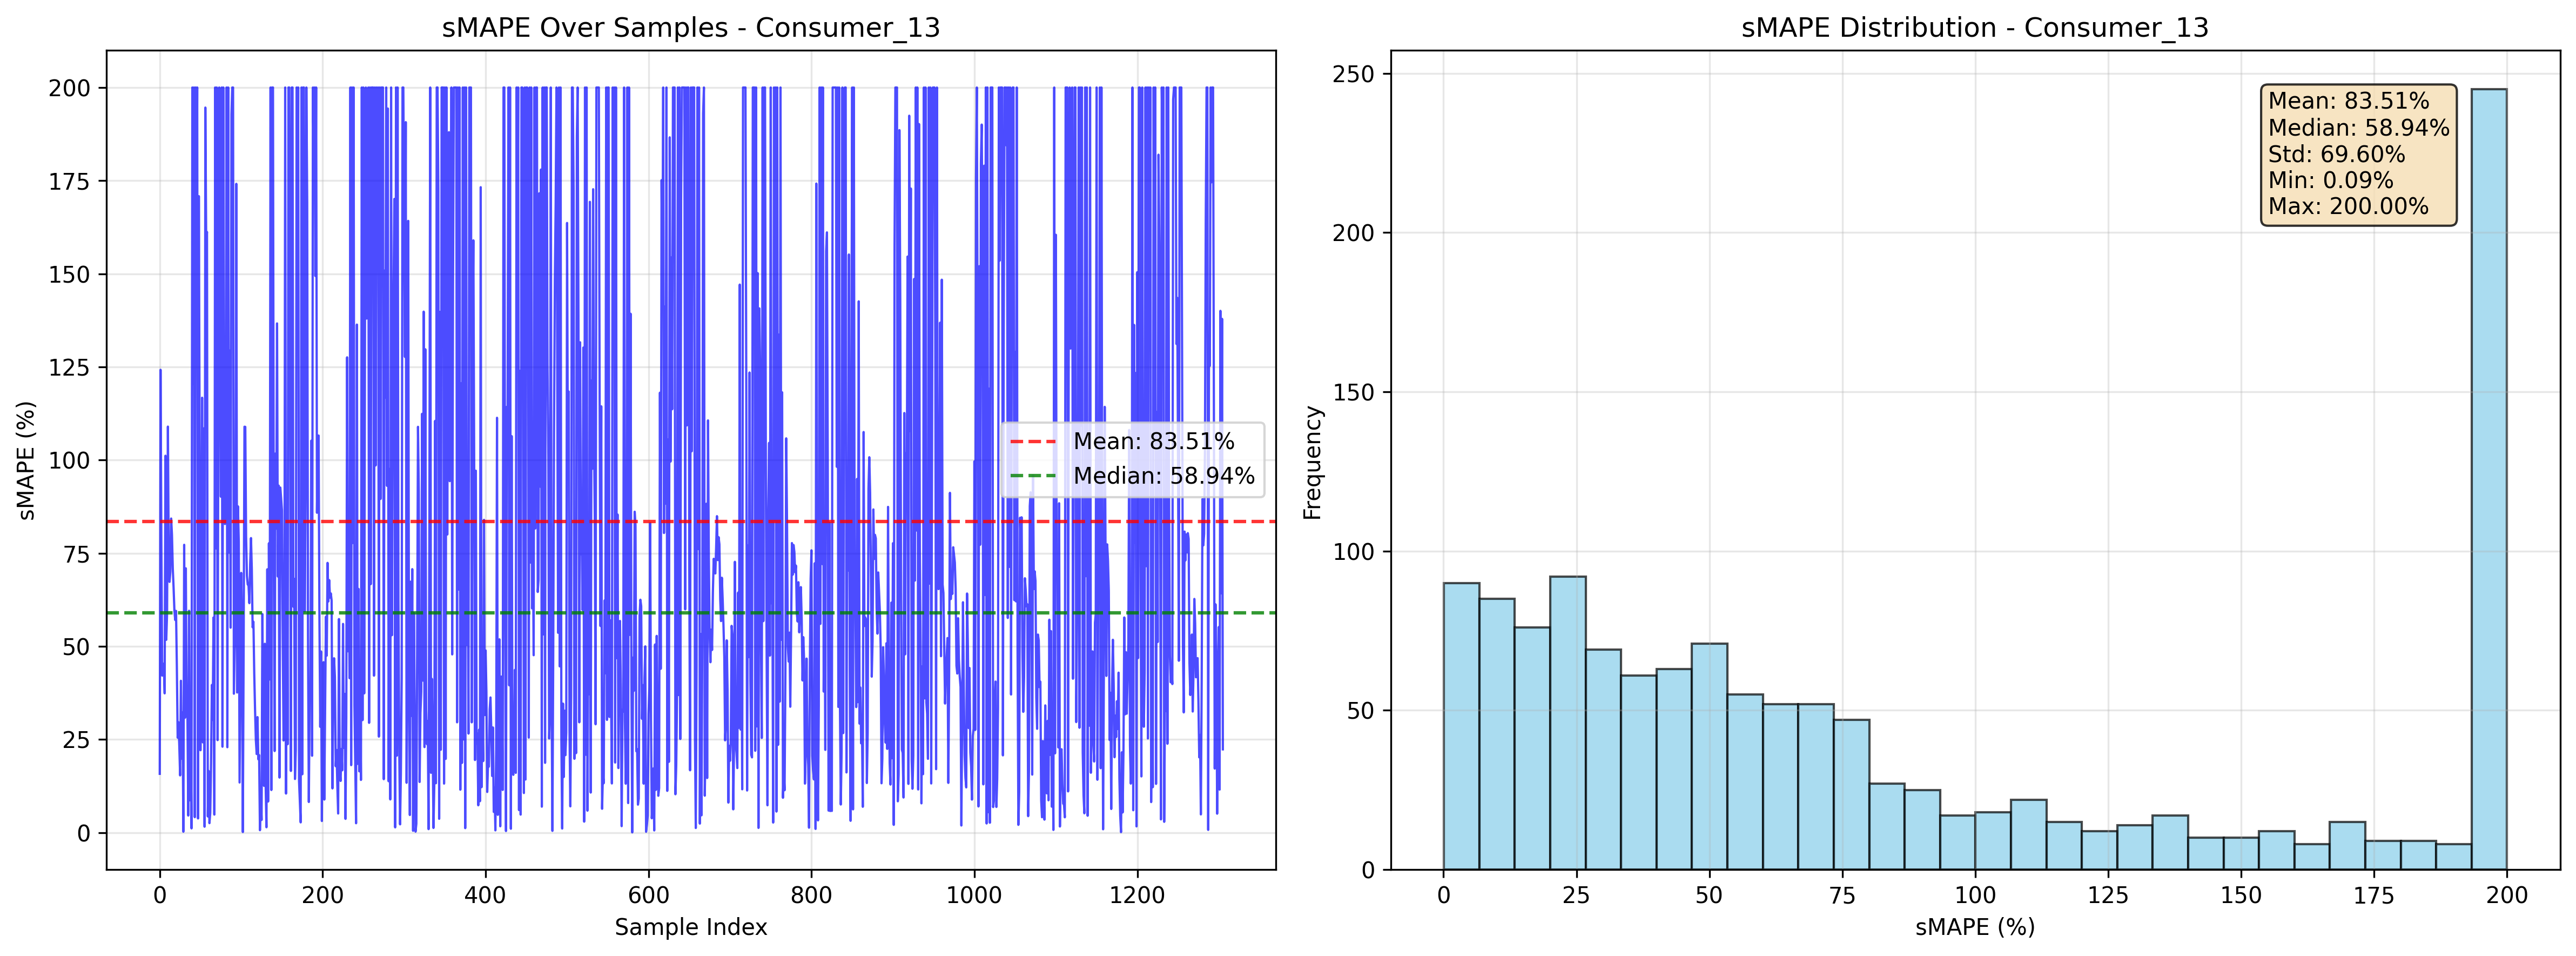 sMAPE Over Samples - Consumer_13
200
175
150
125
100
75
50
25
0
sMAPE (%)
Mean: 83.51%
Median: 58.94%
0 200 400 600 800 1000 1200
Sample Index
sMAPE Distribution - Consumer_13
250
200
150
100
50
0
Frequency
Mean: 83.51%
Median: 58.94%
Std: 69.60%
Min: 0.09%
Max: 200.00%
0 25 50 75 100 125 150 175 200
sMAPE (%)